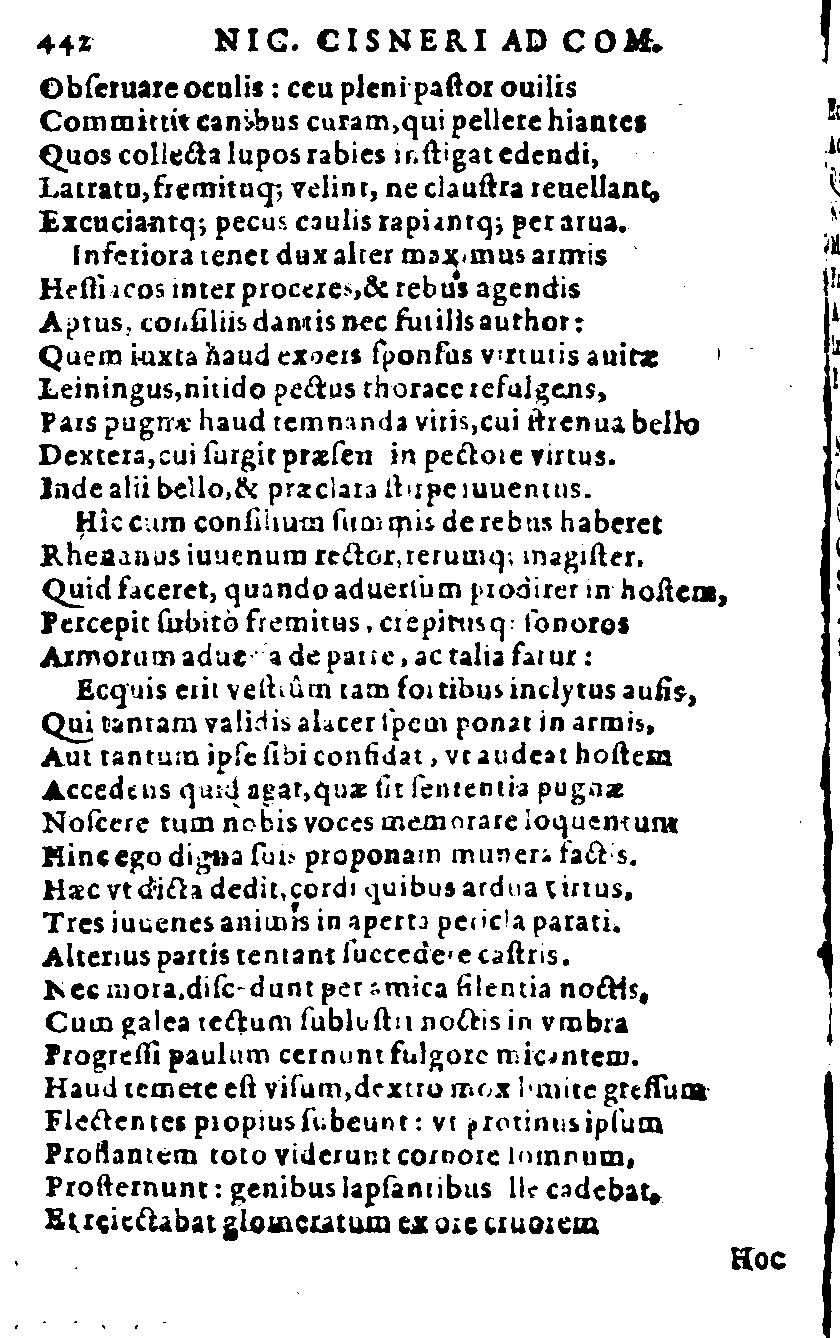 442 NIC. CISNERI AD COM.
Obſeruare oculis : ceu pleni paſtor ouilis
Committit canibus curam, qui pellere hiantes
Quos collecta lupos rabies inſtigat edendi,
Latratu, fremituq; velint, ne clauſtra reuellant,
Excuciantq; pecus caulis rapiantq; per arua.
Inferiora tenet dux alter maximus armis
Heſſiacos inter proceres, & rebus agendis
Aptus, conſiliis dantis nec futilis author :
Quem iuxta haud expers ſponſus virtutis auitæ
Leiningus, nitido pectus thorace refulgens,
Pars pugnæ haud temnanda viris, cui ſtrenua bello
Dextera, cui ſurgit præſen in pectore virtus.
Inde alii bello, & præclara ſtirpe iuuentus.
Hîc cum conſilium ſummis de rebus haberet
Rhenanus iuuenum rector, rerumq; magiſter.
Quid faceret, quando aduerſum prodiret in hoſtem,
Percepit ſubitò fremitus, crepitusq; ſonoros
Armorum aduerſa de parte, ac talia fatur :
Ecquis erit veſtrûm tam fortibus inclytus auſis,
Qui tantam validis alacer ſpem ponat in armis,
Aut tantum ipſe ſibi confidat, vt audeat hoſtem
Accedens quid agat, quæ ſit ſententia pugnæ
Noſcere tum nobis voces memorare loquentum
Hinc ego digna ſuis proponam munera factis.
Hæc vt dicta dedit, cordi quibus ardua virtus,
Tres iuuenes animis in aperta pericla parati.
Alterius partis tentant ſuccedere caſtris.
Nec mora, diſcedunt per amica ſilentia noctis,
Cum galea tectum ſubluſtri noctis in vmbra
Progreſſi paulum cernunt fulgore micantem.
Haud temere eſt viſum, dextro mox limite greſſum
Flectentes propius ſubeunt : vt protinus ipſum
Proflantem toto viderunt corpore ſomnum,
Proſternunt : genibus lapſantibus lle cadebat,
Et reiectabat glomeratum ex ore cruorem
Hoc